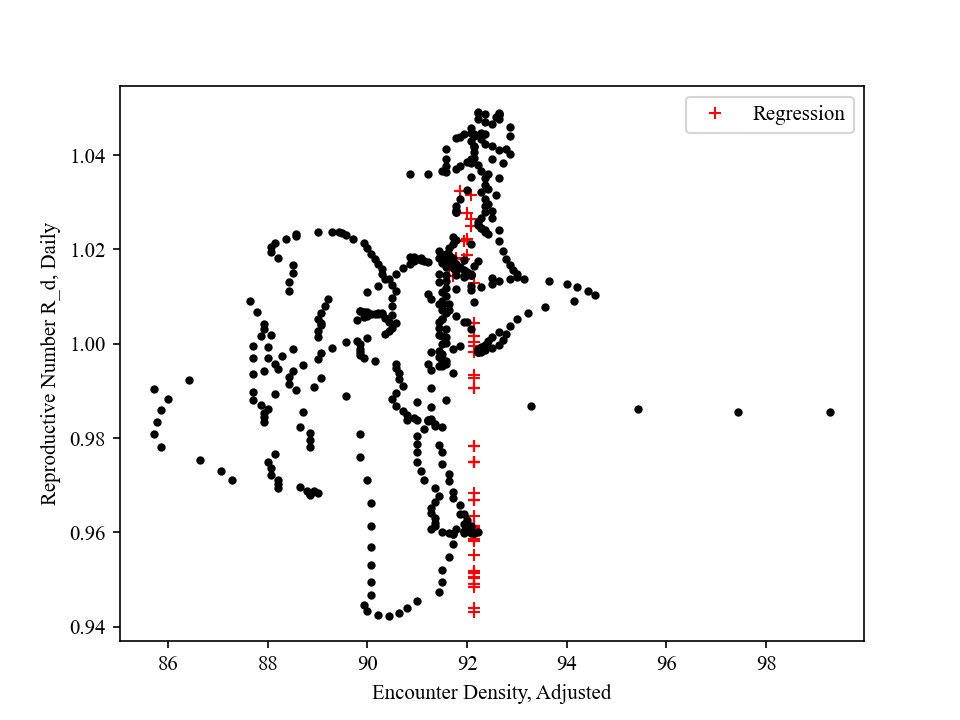 Regression
1.04
1.02
1.00
0.98
0.96
0.94
Reproductive Number R_d, Daily
86 88 90 92 94 96 98
Encounter Density, Adjusted